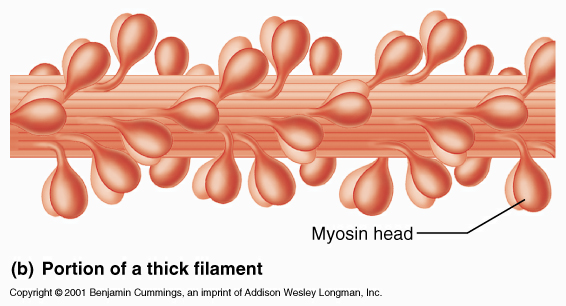 Myosin head
(b) Portion of a thick filament
Copyright © 2001 Benjamin Cummings, an imprint of Addison Wesley Longman, Inc.